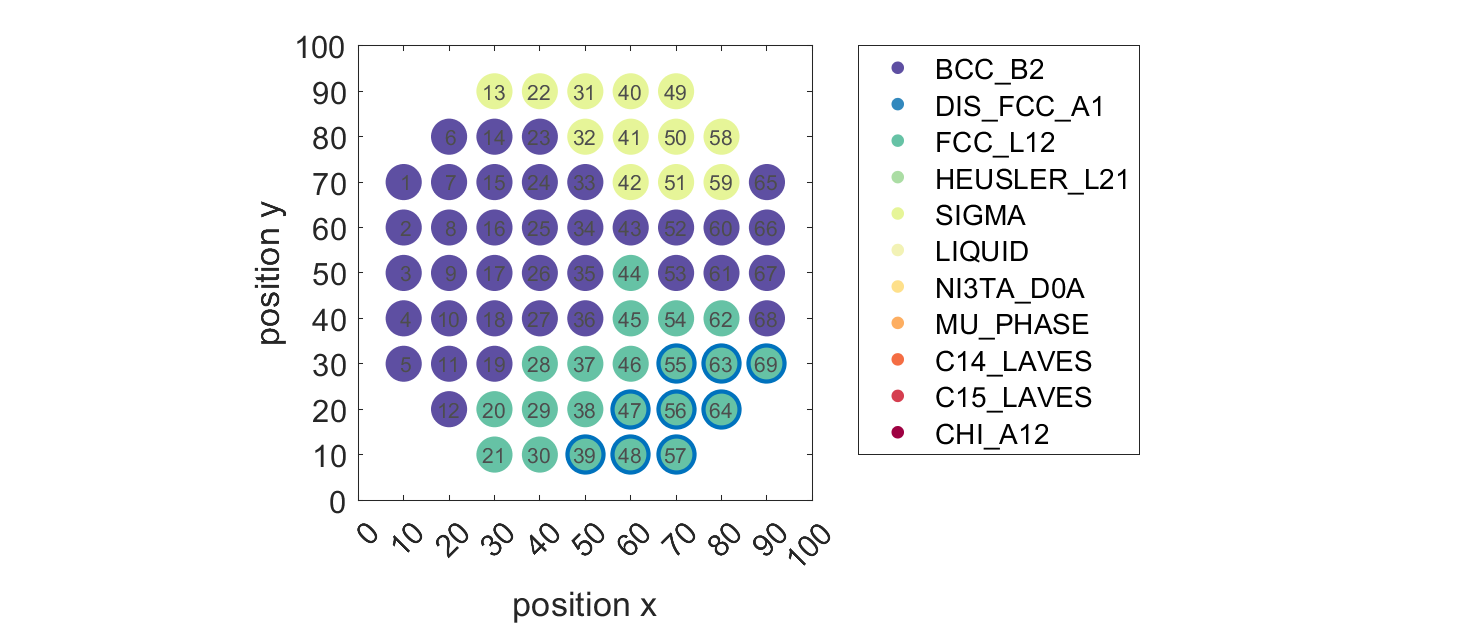 100
90
80
70
60
50
40
30
20
10
0
position y
13 22 31 40 49
6 14 23 32 41 50 58
1 7 15 24 33 42 51 59 65
2 8 16 25 34 43 52 60 66
3 9 17 26 35 44 53 61 67
4 10 18 27 36 45 54 62 68
5 11 19 28 37 46 55 63 69
12 20 29 38 47 56 64
21 30 39 48 57
0 10 20 30 40 50 60 70 80 90 100
position x
BCC_B2
DIS_FCC_A1
FCC_L12
HEUSLER_L21
SIGMA
LIQUID
NI3TA_D0A
MU_PHASE
C14_LAVES
C15_LAVES
CHI_A12